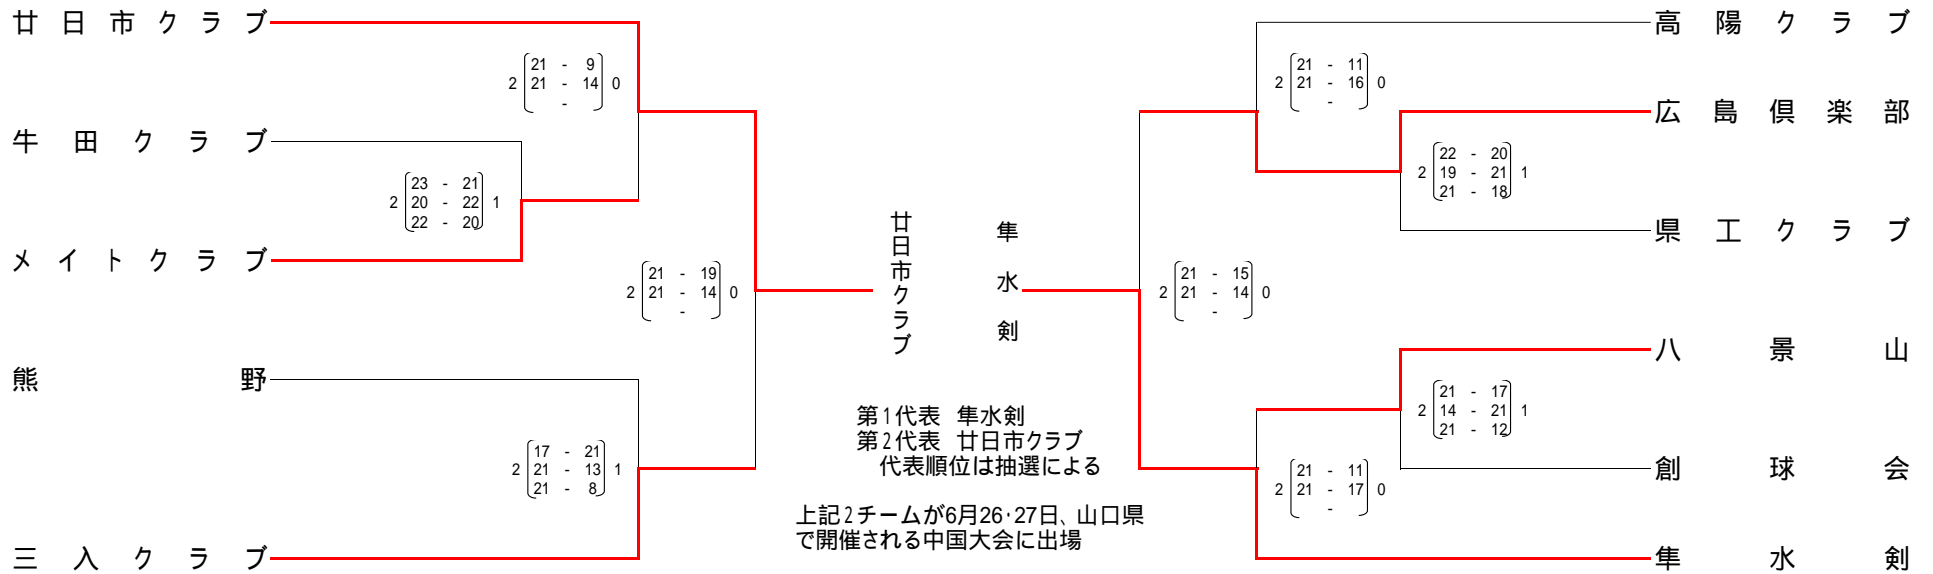 廿日市クラブ
2 21 - 9 0
21 - 14
-
牛田クラブ
2 23 - 21 1
20 - 22
22 - 20
メイトクラブ
2 21 - 19 0
21 - 14
-
熊野
2 17 - 21 1
21 - 13
21 - 8
三入クラブ
廿日市クラブ
隼水剣
第1代表 隼水剣
第2代表 廿日市クラブ
代表順位は抽選による
上記2チームが6月26・27日、山口県
で開催される中国大会に出場
高陽クラブ
2 21 - 11 0
21 - 16
-
広島倶楽部
2 22 - 20 1
19 - 21
21 - 18
県工クラブ
2 21 - 15 0
21 - 14
-
八景山
2 21 - 17 1
14 - 21
21 - 12
創球会
2 21 - 11 0
21 - 17
-
隼水剣